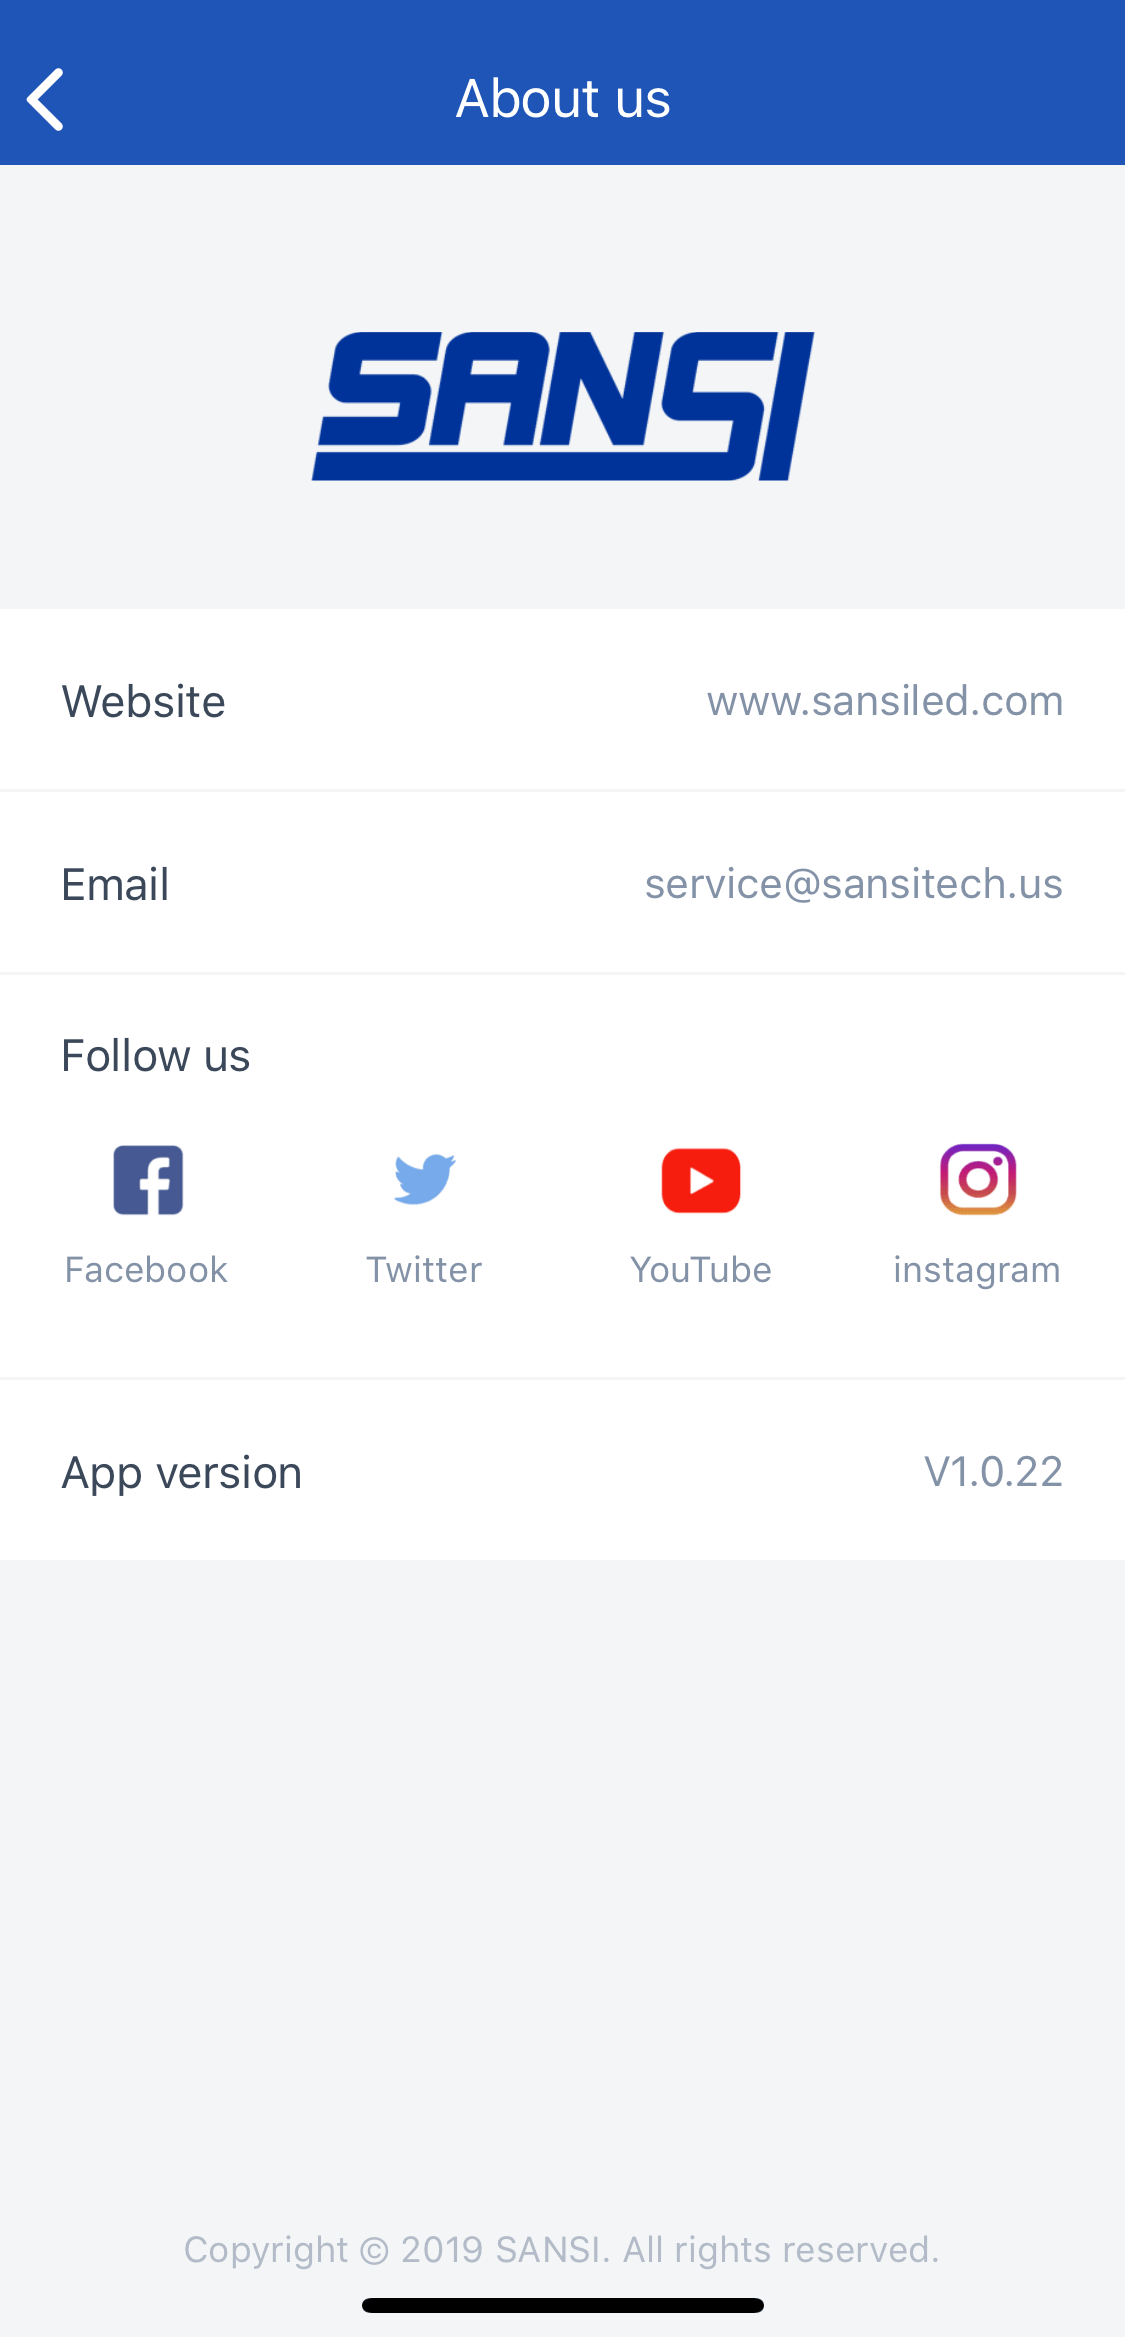 About us
SANSI
Website
www.sansiled.com
Email
service@sansitech.us
Follow us
Facebook
Twitter
YouTube
instagram
App version
V1.0.22
Copyright © 2019 SANSI. All rights reserved.